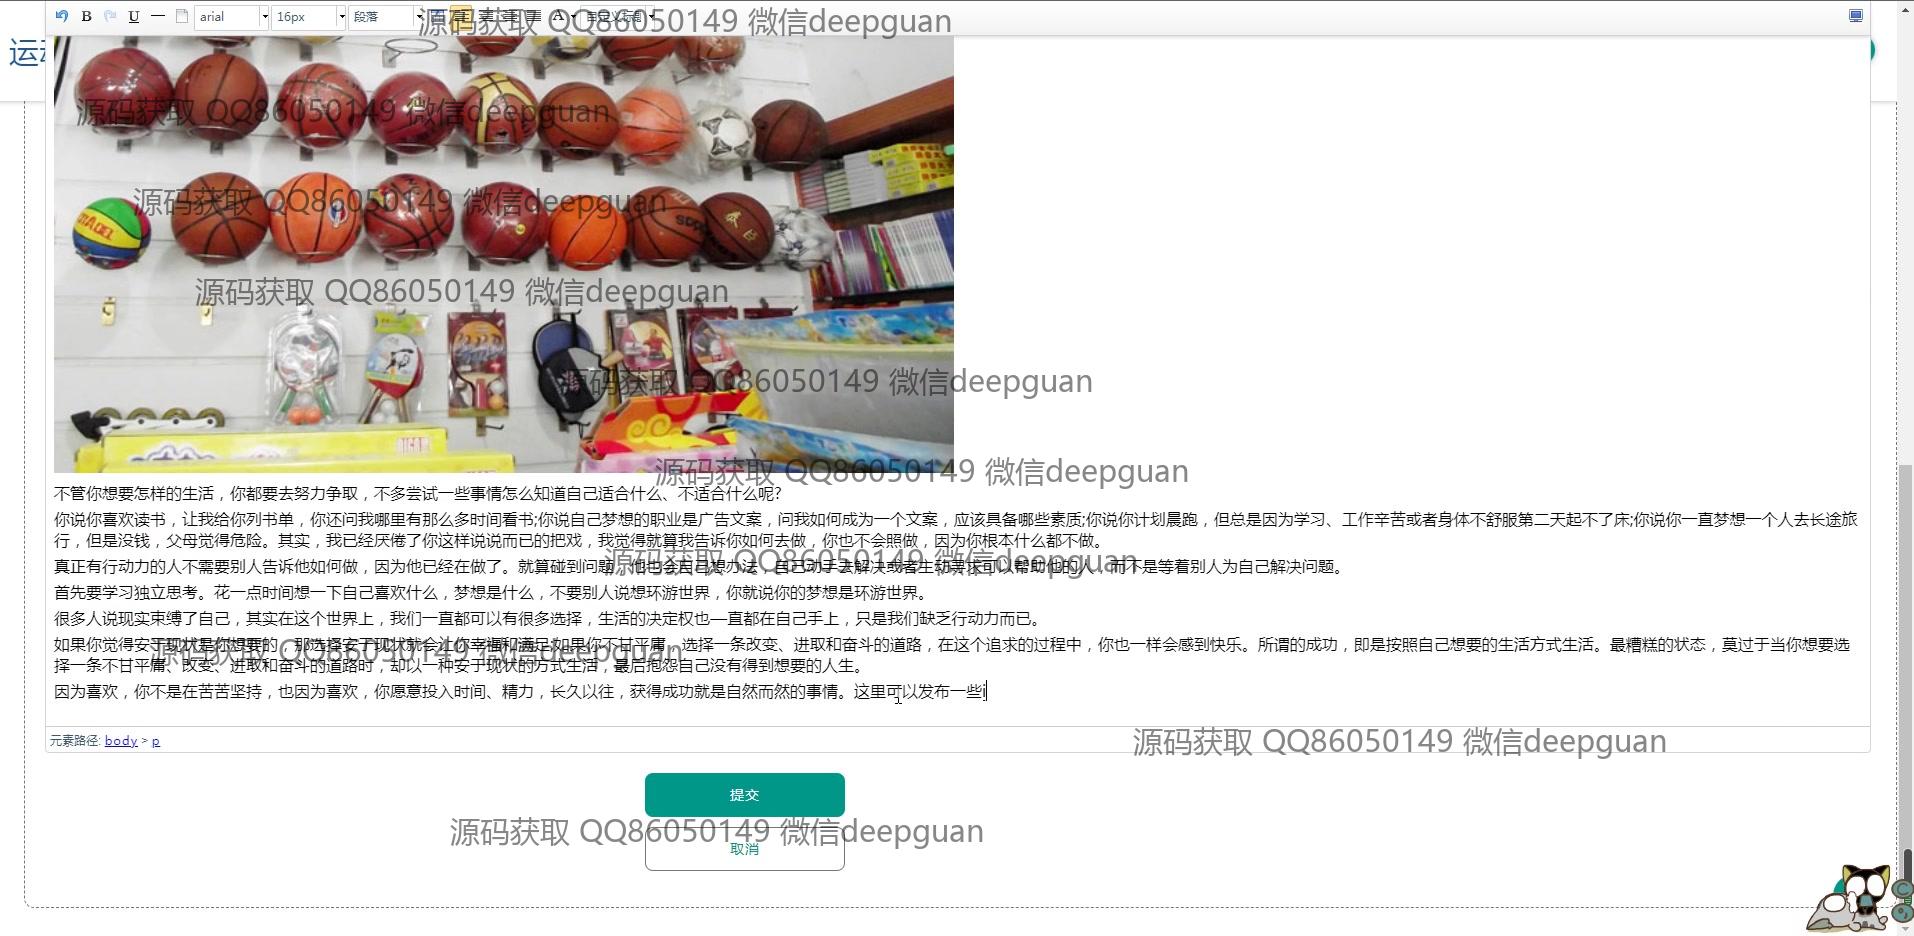 B U arial 16px 段落
源码获取 QQ86050149 微信deepguan
运动
源码获取 QQ86050149 微信deepguan
源码获取 QQ86050149 微信deepguan
源码获取 QQ86050149 微信deepguan
源码获取 QQ86050149 微信deepguan
源码获取 QQ86050149 微信deepguan
不管你想要怎样的生活，你都要去努力争取，不多尝试一些事情怎么知道自己适合什么、不适合什么呢?
你说你喜欢读书，让我给你列书单，你还问我哪里有那么多时间看书;你说自己梦想的职业是广告文案，问我如何成为一个文案，应该具备哪些素质;你说你计划晨跑，但总是因为学习、工作辛苦或者身体不舒服第二天起不了床;你说你一直梦想一个人去长途旅
行，但是没钱，父母觉得危险。其实，我已经厌倦了你这样说说而已的把戏，我觉得就算我告诉你如何去做，你也不会照做，因为你根本什么都不做。
源码获取 QQ86050149 微信deepguan
真正有行动力的人不需要别人告诉他如何做，因为他已经在做了。就算碰到问题，他也会自己想办法，自己动手去解决或者主动寻求可以帮助他的人，而不是等着别人为自己解决问题。
首先要学习独立思考。花一点时间想一下自己喜欢什么，梦想是什么，不要别人说想环游世界，你就说你的梦想是环游世界。
很多人说现实束缚了自己，其实在这个世界上，我们一直都可以有很多选择，生活的决定权也—直都在自己手上，只是我们缺乏行动力而已。
如果你觉得安于现状是你想要的，那选择安于现状就会让你幸福和满足;如果你不甘平庸，选择一条改变、进取和奋斗的道路，在这个追求的过程中，你也一样会感到快乐。所谓的成功，即是按照自己想要的生活方式生活。最糟糕的状态，莫过于当你想要选
源码获取 QQ86050149 微信deepguan
择一条不甘平庸、改变、进取和奋斗的道路时，却以一种安于现状的方式生活，最后抱怨自己没有得到想要的人生。
因为喜欢，你不是在苦苦坚持，也因为喜欢，你愿意投入时间、精力，长久以往，获得成功就是自然而然的事情。这里可以发布一些j
元素路径: body > p
源码获取 QQ86050149 微信deepguan
提交
源码获取 QQ86050149 微信deepguan
取消